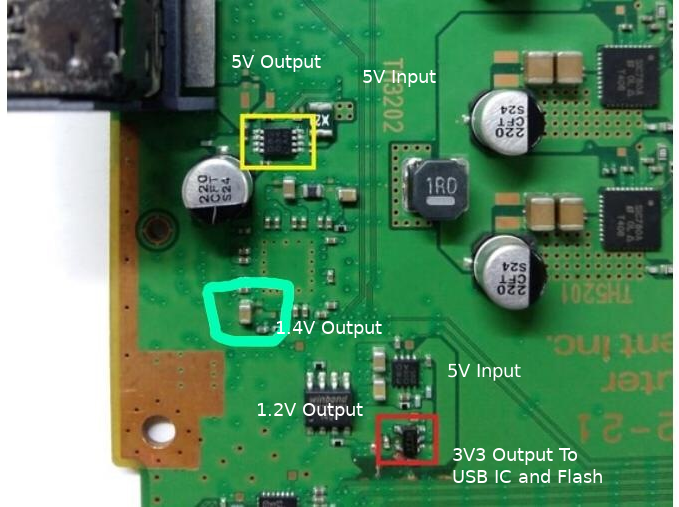 5V Output
5V Input
220
CFT
S24
1R0
220
CFT
S24
220
CFT
S24
TH5201
1.4V Output
ent inc.
uter
2-21
5V Input
1.2V Output
3V3 Output To
USB IC and Flash